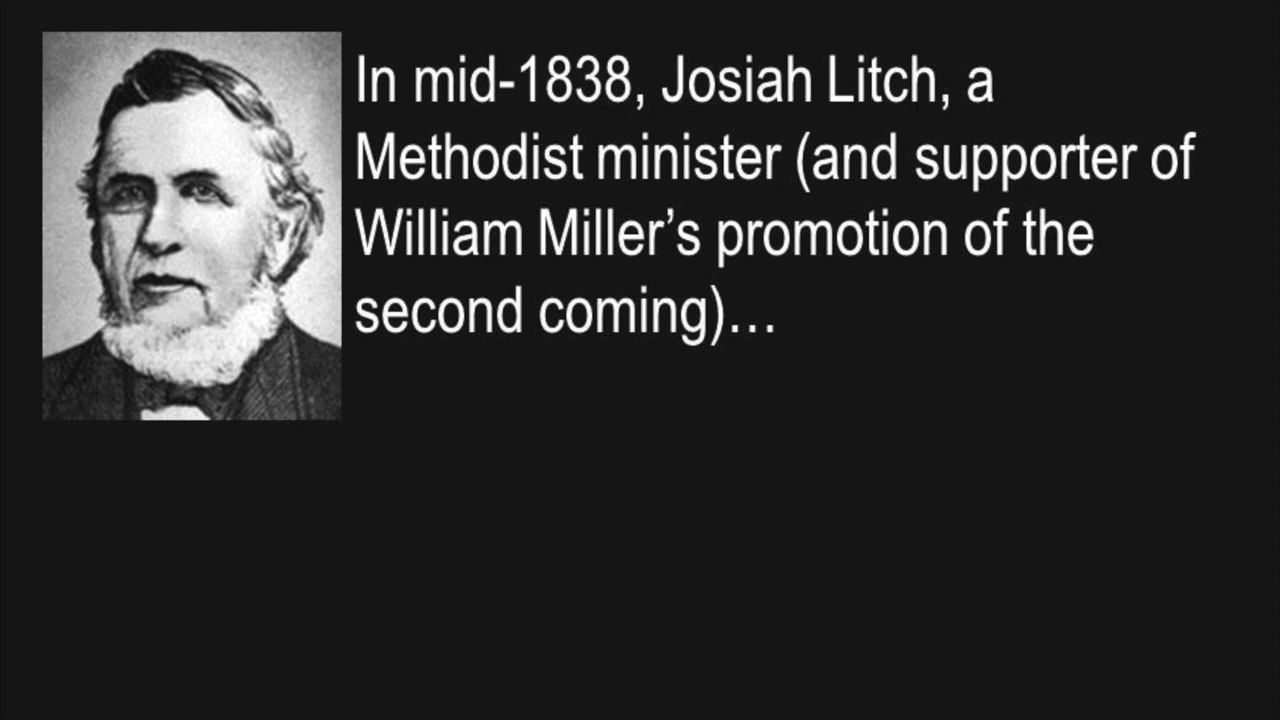 In mid-1838, Josiah Litch, a
Methodist minister (and supporter of
William Miller’s promotion of the
second coming)…